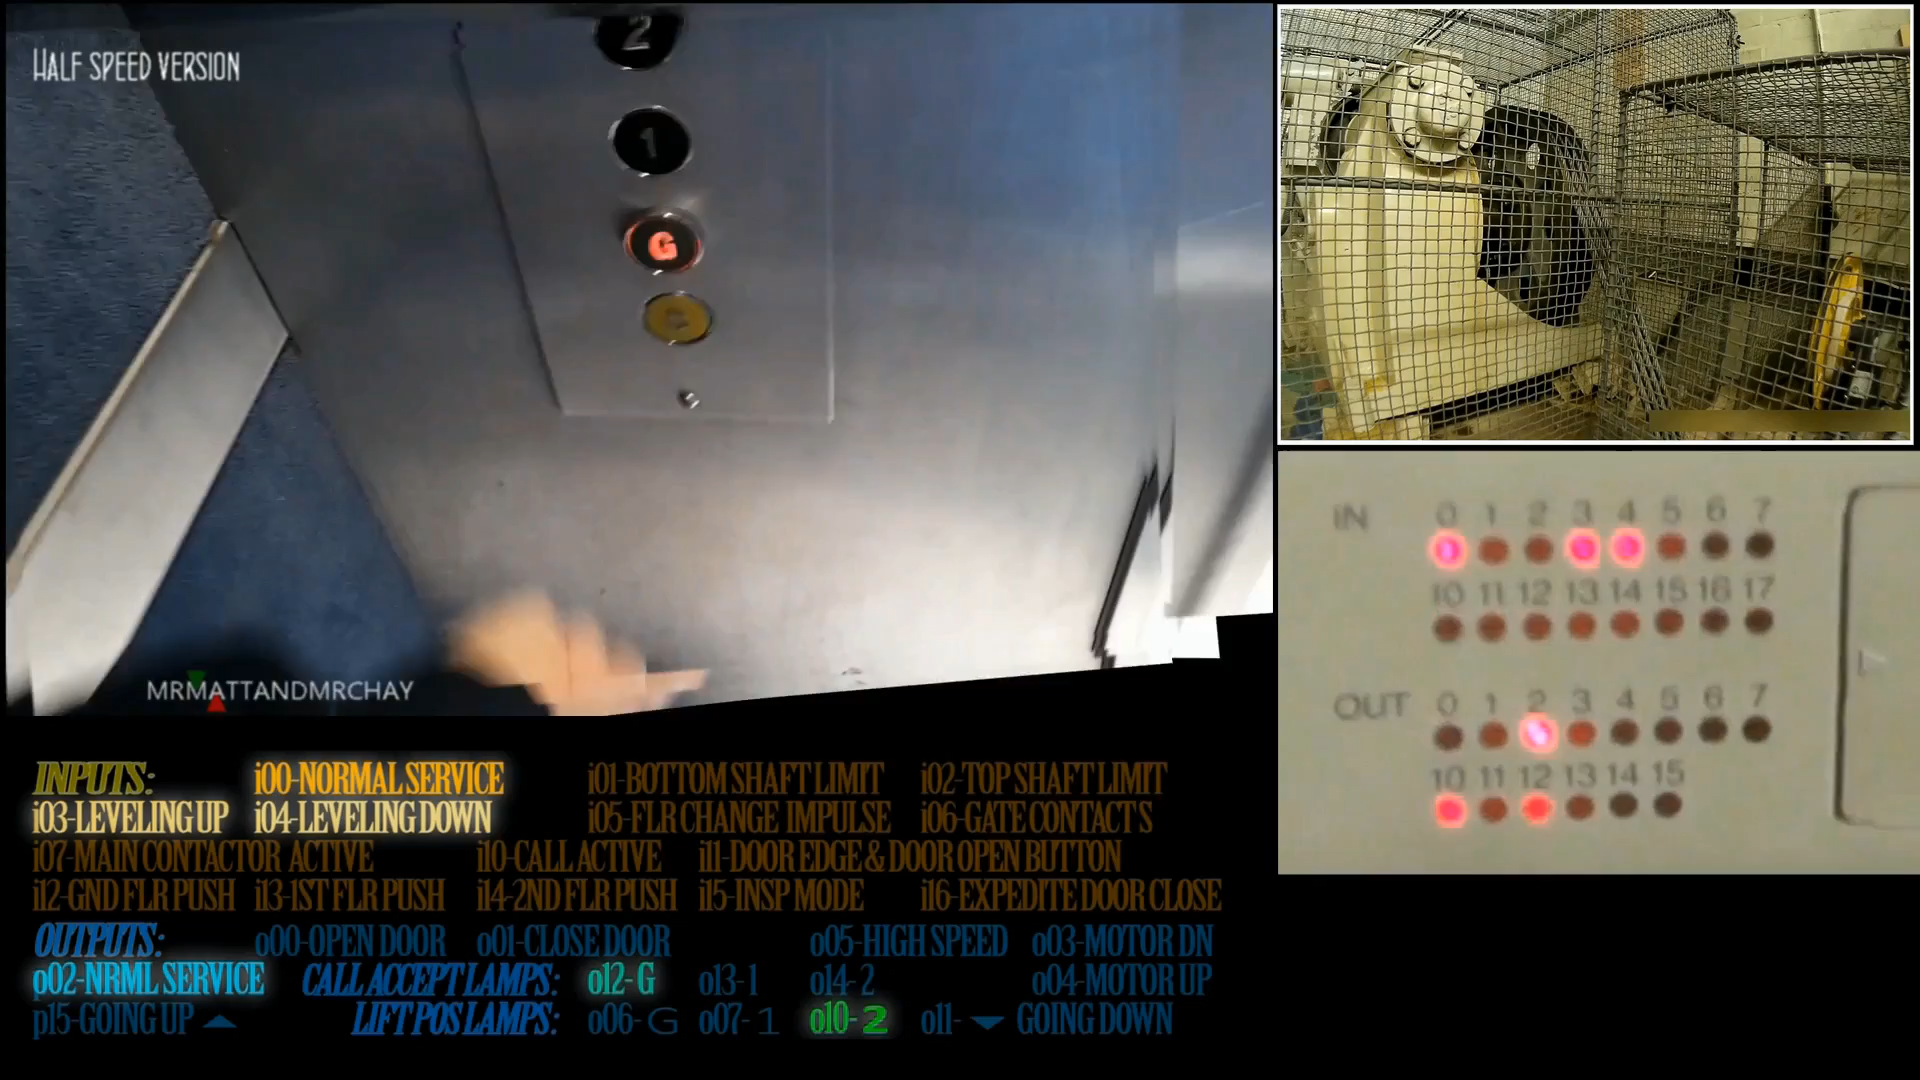 HALF SPEED VERSION
2
1
G
C
MRMATTANDMRCHAY
IN 0 1 2 3 4 5 6 7
10 11 12 13 14 15 16 17
OUT 0 1 2 3 4 5 6 7
10 11 12 13 14 15
INPUTS: i00-NORMAL SERVICE i01-BOTTOM SHAFT LIMIT i02-TOP SHAFT LIMIT
i03-LEVELING UP i04-LEVELING DOWN i05-FLR CHANGE IMPULSE i06-GATE CONTACTS
i07-MAIN CONTACTOR ACTIVE i10-CALL ACTIVE i11-DOOR EDGE & DOOR OPEN BUTTON
i12-GND FLR PUSH i13-1ST FLR PUSH i14-2ND FLR PUSH i15-INSP MODE i16-EXPEDITE DOOR CLOSE
OUTPUTS: o00-OPEN DOOR o01-CLOSE DOOR o05-HIGH SPEED o03-MOTOR DN
o02-NRML SERVICE CALL ACCEPT LAMPS: o12-G o13-1 o14-2 o04-MOTOR UP
p15-GOING UP LIFT POS LAMPS: o06-G o07-1 o10-2 o11- GOING DOWN